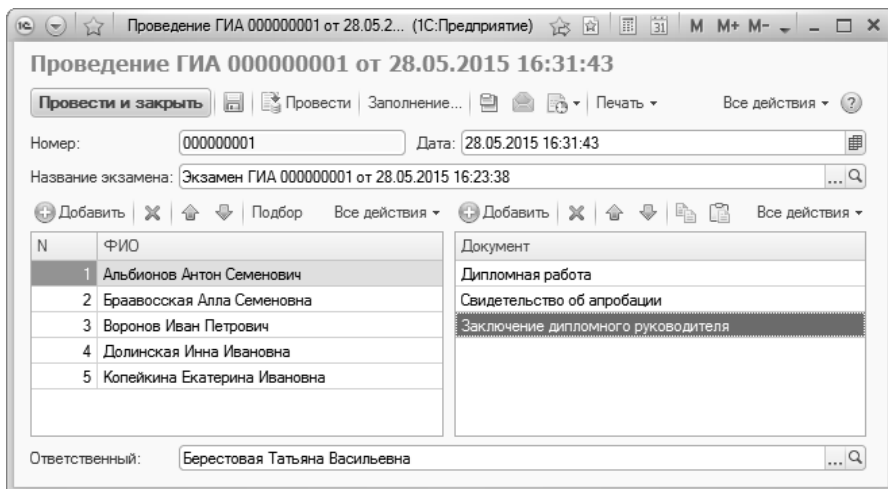 1С Проведение ГИА 000000001 от 28.05.2... (1С:Предприятие) 31 M M+ M-
Проведение ГИА 000000001 от 28.05.2015 16:31:43
Провести и закрыть Провести Заполнение... Печать Все действия ?
Номер: 000000001 Дата: 28.05.2015 16:31:43
Название экзамена: Экзамен ГИА 000000001 от 28.05.2015 16:23:38 ...
Добавить Подбор Все действия Добавить Все действия
N ФИО Документ
1 Альбионов Антон Семенович Дипломная работа
2 Браавосская Алла Семеновна Свидетельство об апробации
3 Воронов Иван Петрович Заключение дипломного руководителя
4 Долинская Инна Ивановна
5 Копейкина Екатерина Ивановна
Ответственный: Берестовая Татьяна Васильевна ...